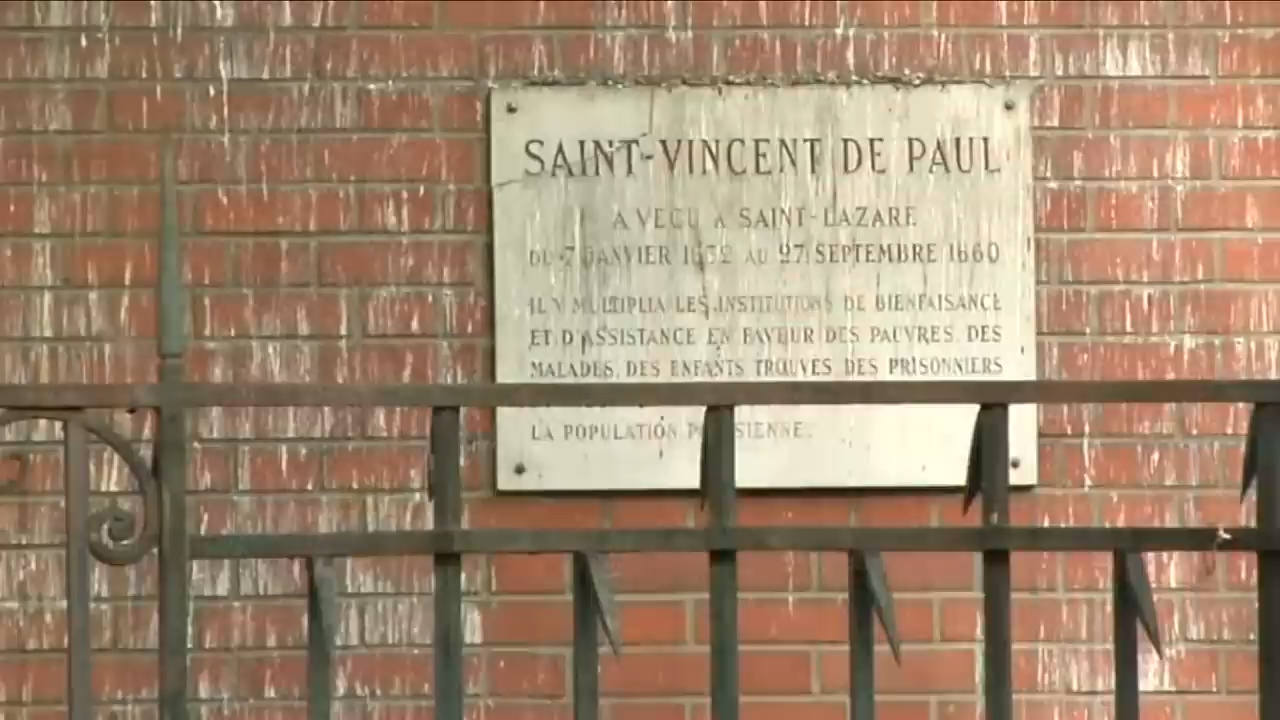 SAINT-VINCENT DE PAUL
A VECU A SAINT-LAZARE
DU 7 JANVIER 1632 AU 27 SEPTEMBRE 1660
IL Y MULTIPLIA LES INSTITUTIONS DE BIENFAISANCE
ET D'ASSISTANCE EN FAVEUR DES PAUVRES, DES
MALADES, DES ENFANTS TROUVES DES PRISONNIERS
LA POPULATION PARISIENNE.